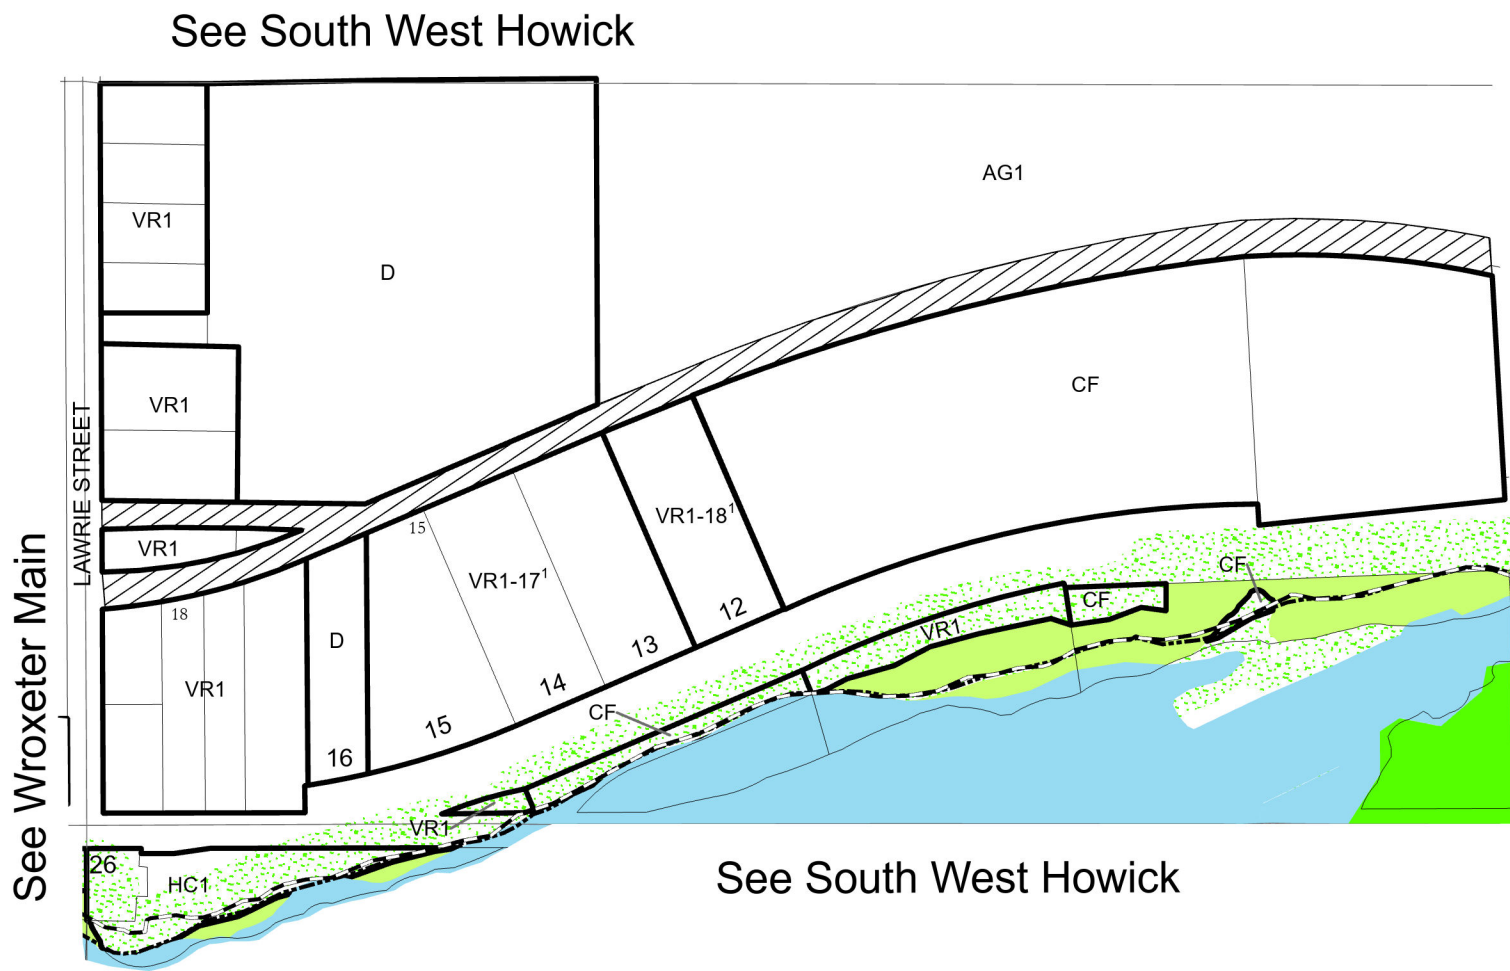 See South West Howick
AG1
VR1
D
CF
VR1
LAWRIE STREET
VR1-18¹
15
VR1
See Wroxeter Main
VR1-17¹
CF
CF
12
18
VR1
D
13
VR1
14
CF
15
16
VR1
26
HC1
See South West Howick